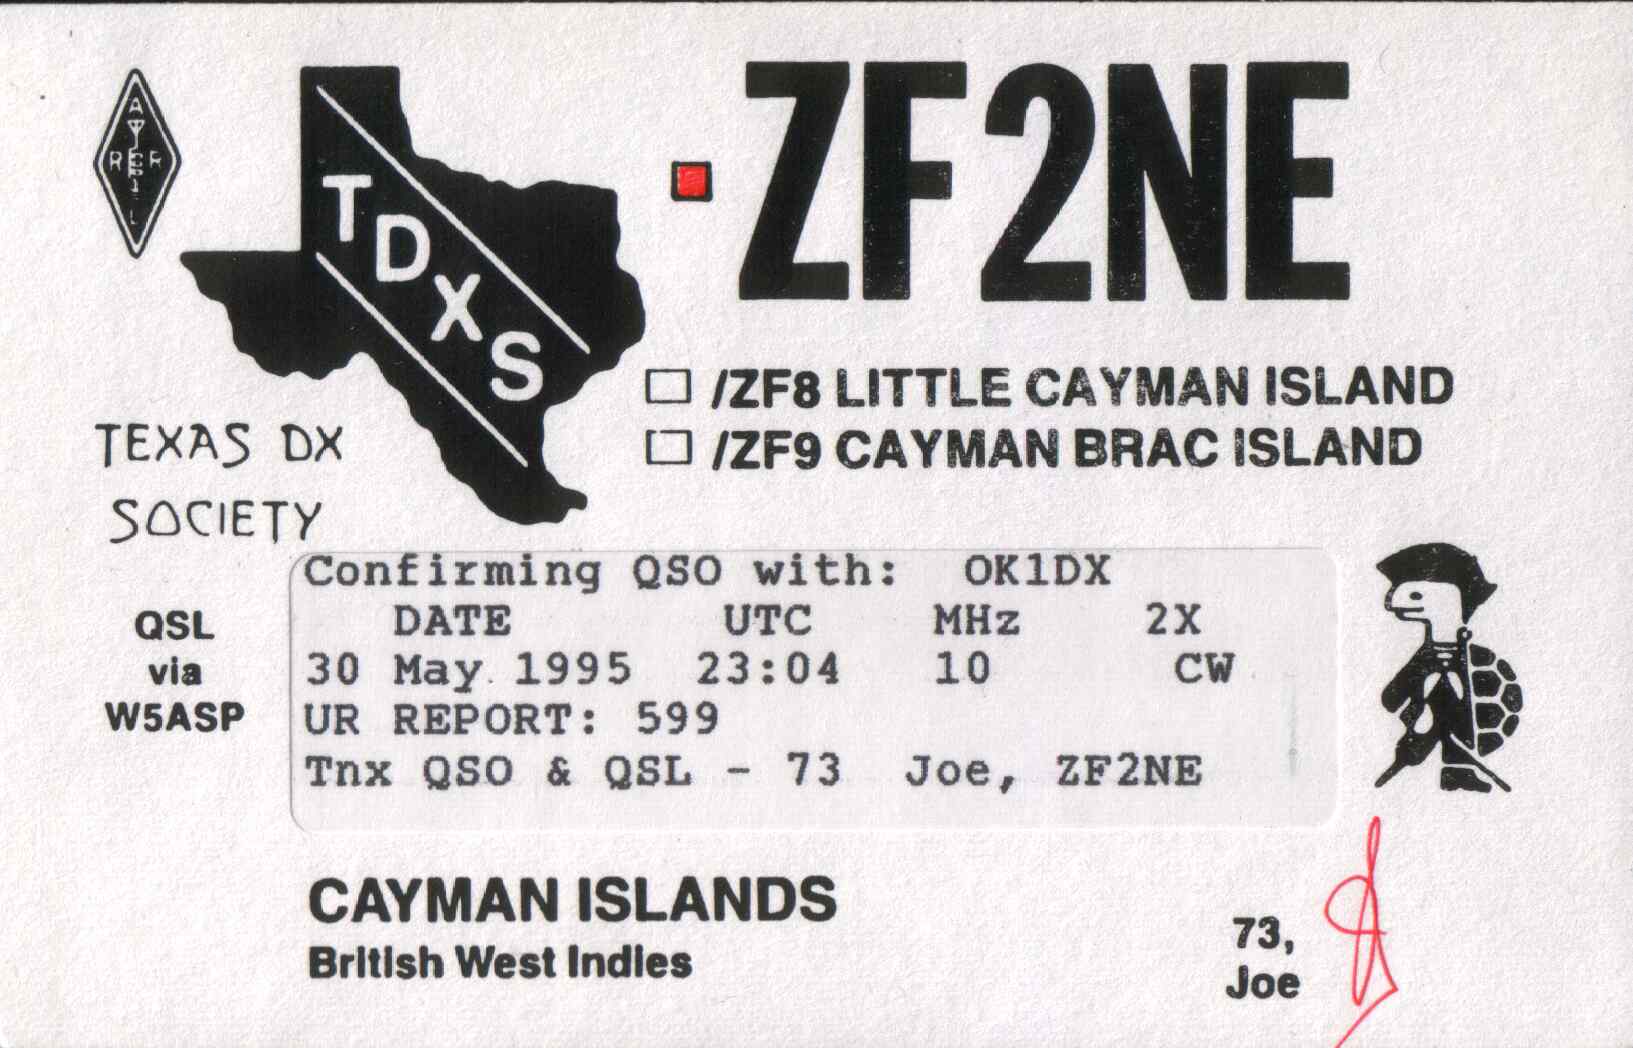 A
R R
L
TDXS
ZF2NE
/ZF8 LITTLE CAYMAN ISLAND
/ZF9 CAYMAN BRAC ISLAND
TEXAS DX
SOCIETY
QSL
via
W5ASP
Confirming QSO with: OK1DX
DATE UTC MHz 2X
30 May 1995 23:04 10 CW
UR REPORT: 599
Tnx QSO & QSL - 73 Joe, ZF2NE
CAYMAN ISLANDS
British West Indies
73,
Joe